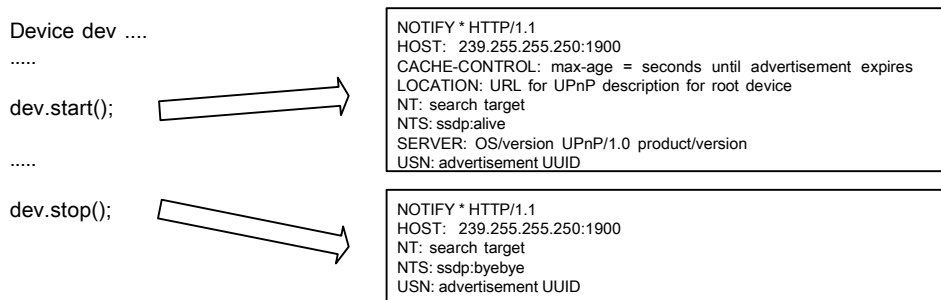 Device dev ....
.....
dev.start();
.....
dev.stop();
NOTIFY * HTTP/1.1
HOST: 239.255.255.250:1900
CACHE-CONTROL: max-age = seconds until advertisement expires
LOCATION: URL for UPnP description for root device
NT: search target
NTS: ssdp:alive
SERVER: OS/version UPnP/1.0 product/version
USN: advertisement UUID
NOTIFY * HTTP/1.1
HOST: 239.255.255.250:1900
NT: search target
NTS: ssdp:byebye
USN: advertisement UUID